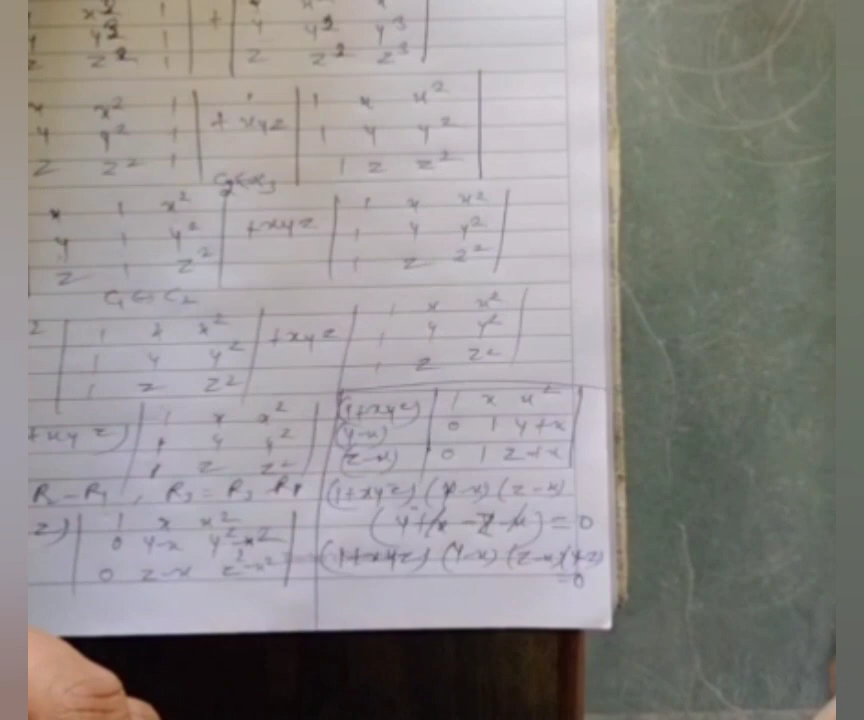 x² 1 + x² x
y y² 1 y y² y³
z z² 1 z z² z³
x x² 1 1 x x²
y y² 1 + xyz 1 y y²
z z² 1 1 z z²
C₂↔C₃
x 1 x² 1 x x²
y 1 y² +xyz 1 y y²
z 1 z² 1 z z²
C₁↔C₂
1 x x² 1 x x²
1 y y² +xyz 1 y y²
1 z z² 1 z z²
1 x x²
+xyz) 1 y y²
1 z z²
R₂-R₁, R₃ = R₃-R₁
z) 1 x x²
0 y-x y²-x²
0 z-x z²-x²
(1+xyz) 1 x x²
(y-x) 0 1 y+x
(z-x) 0 1 z+x
(1+xyz)(y-x)(z-x)
(y+x-z-x)=0
(1+xyz)(y-x)(z-x)(y-z)
=0